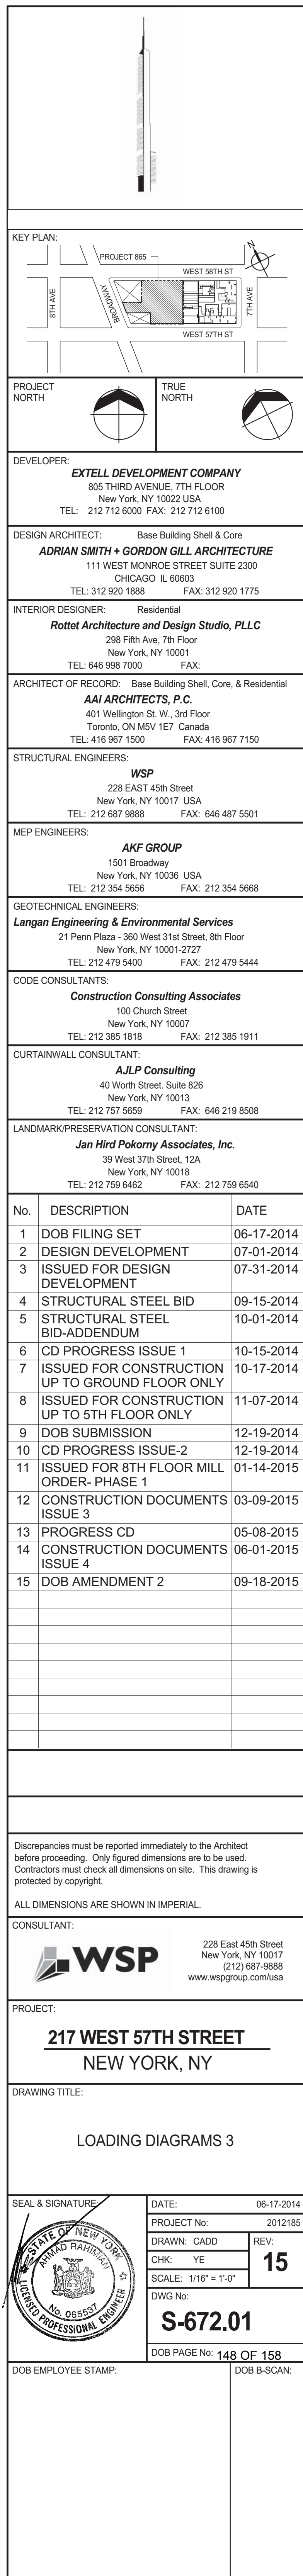 KEY PLAN:
N
PROJECT 865
WEST 58TH ST
8TH AVE
BROADWAY
7TH AVE
WEST 57TH ST
PROJECT
NORTH
TRUE
NORTH
DEVELOPER:
EXTELL DEVELOPMENT COMPANY
805 THIRD AVENUE, 7TH FLOOR
New York, NY 10022 USA
TEL: 212 712 6000 FAX: 212 712 6100
DESIGN ARCHITECT: Base Building Shell & Core
ADRIAN SMITH + GORDON GILL ARCHITECTURE
111 WEST MONROE STREET SUITE 2300
CHICAGO IL 60603
TEL: 312 920 1888 FAX: 312 920 1775
INTERIOR DESIGNER: Residential
Rottet Architecture and Design Studio, PLLC
298 Fifth Ave, 7th Floor
New York, NY 10001
TEL: 646 998 7000 FAX:
ARCHITECT OF RECORD: Base Building Shell, Core, & Residential
AAI ARCHITECTS, P.C.
401 Wellington St. W., 3rd Floor
Toronto, ON M5V 1E7 Canada
TEL: 416 967 1500 FAX: 416 967 7150
STRUCTURAL ENGINEERS:
WSP
228 EAST 45th Street
New York, NY 10017 USA
TEL: 212 687 9888 FAX: 646 487 5501
MEP ENGINEERS:
AKF GROUP
1501 Broadway
New York, NY 10036 USA
TEL: 212 354 5656 FAX: 212 354 5668
GEOTECHNICAL ENGINEERS:
Langan Engineering & Environmental Services
21 Penn Plaza - 360 West 31st Street, 8th Floor
New York, NY 10001-2727
TEL: 212 479 5400 FAX: 212 479 5444
CODE CONSULTANTS:
Construction Consulting Associates
100 Church Street
New York, NY 10007
TEL: 212 385 1818 FAX: 212 385 1911
CURTAINWALL CONSULTANT:
AJLP Consulting
40 Worth Street. Suite 826
New York, NY 10013
TEL: 212 757 5659 FAX: 646 219 8508
LANDMARK/PRESERVATION CONSULTANT:
Jan Hird Pokorny Associates, Inc.
39 West 37th Street, 12A
New York, NY 10018
TEL: 212 759 6462 FAX: 212 759 6540
No. DESCRIPTION DATE
1 DOB FILING SET 06-17-2014
2 DESIGN DEVELOPMENT 07-01-2014
3 ISSUED FOR DESIGN 07-31-2014
DEVELOPMENT
4 STRUCTURAL STEEL BID 09-15-2014
5 STRUCTURAL STEEL 10-01-2014
BID-ADDENDUM
6 CD PROGRESS ISSUE 1 10-15-2014
7 ISSUED FOR CONSTRUCTION 10-17-2014
UP TO GROUND FLOOR ONLY
8 ISSUED FOR CONSTRUCTION 11-07-2014
UP TO 5TH FLOOR ONLY
9 DOB SUBMISSION 12-19-2014
10 CD PROGRESS ISSUE-2 12-19-2014
11 ISSUED FOR 8TH FLOOR MILL 01-14-2015
ORDER- PHASE 1
12 CONSTRUCTION DOCUMENTS 03-09-2015
ISSUE 3
13 PROGRESS CD 05-08-2015
14 CONSTRUCTION DOCUMENTS 06-01-2015
ISSUE 4
15 DOB AMENDMENT 2 09-18-2015
Discrepancies must be reported immediately to the Architect
before proceeding. Only figured dimensions are to be used.
Contractors must check all dimensions on site. This drawing is
protected by copyright.
ALL DIMENSIONS ARE SHOWN IN IMPERIAL.
CONSULTANT:
WSP
228 East 45th Street
New York, NY 10017
(212) 687-9888
www.wspgroup.com/usa
PROJECT:
217 WEST 57TH STREET
NEW YORK, NY
DRAWING TITLE:
LOADING DIAGRAMS 3
SEAL & SIGNATURE:
STATE OF NEW YORK
AHMAD RAHIMIAN
No. 065537
LICENSED PROFESSIONAL ENGINEER
DATE: 06-17-2014
PROJECT No: 2012185
DRAWN: CADD
CHK: YE
SCALE: 1/16" = 1'-0"
REV:
15
DWG No:
S-672.01
DOB PAGE No: 148 OF 158
DOB EMPLOYEE STAMP:
DOB B-SCAN: